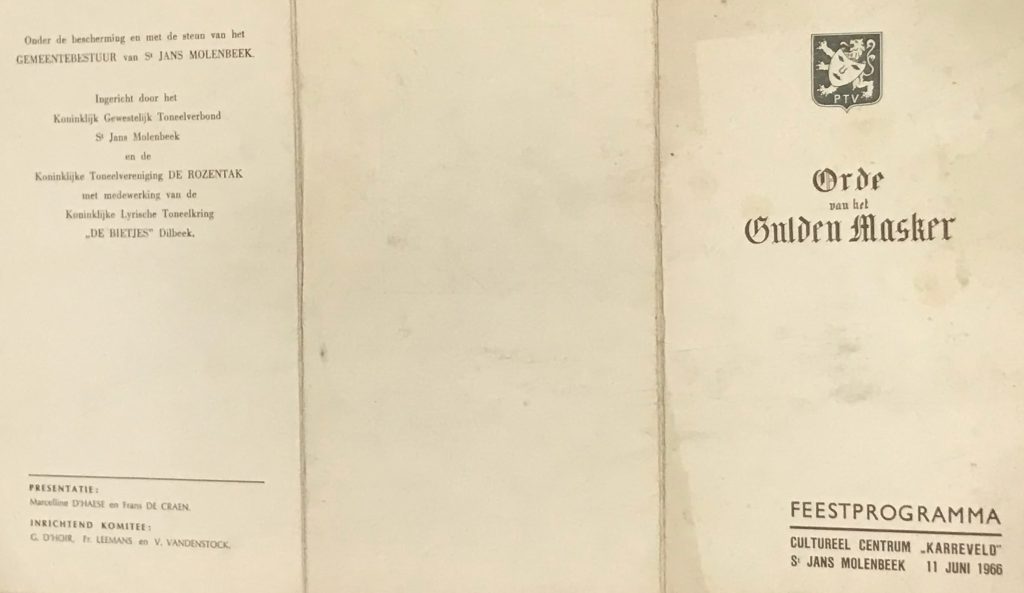 Onder de bescherming en met de steun van het
GEMEENTEBESTUUR van St JANS MOLENBEEK.
Ingericht door het
Koninklijk Gewestelijk Toneelverbond
St Jans Molenbeek
en de
Koninklijke Toneelvereniging DE ROZENTAK
met medewerking van de
Koninklijke Lyrische Toneelkring
„DE BIETJES" Dilbeek.
PRESENTATIE:
Marcelline D'HAESE en Frans DE CRAEN.
INRICHTEND KOMITEE:
G. D'HOIR, Fr. LEEMANS en V. VANDENSTOCK.
PTV
Orde
van het
Gulden Masker
FEESTPROGRAMMA
CULTUREEL CENTRUM „KARREVELD"
St JANS MOLENBEEK 11 JUNI 1966